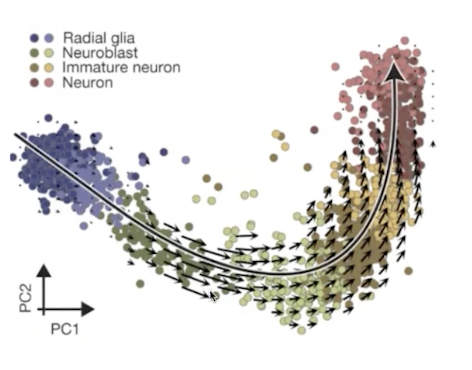 Radial glia
Neuroblast
Immature neuron
Neuron
PC2
PC1